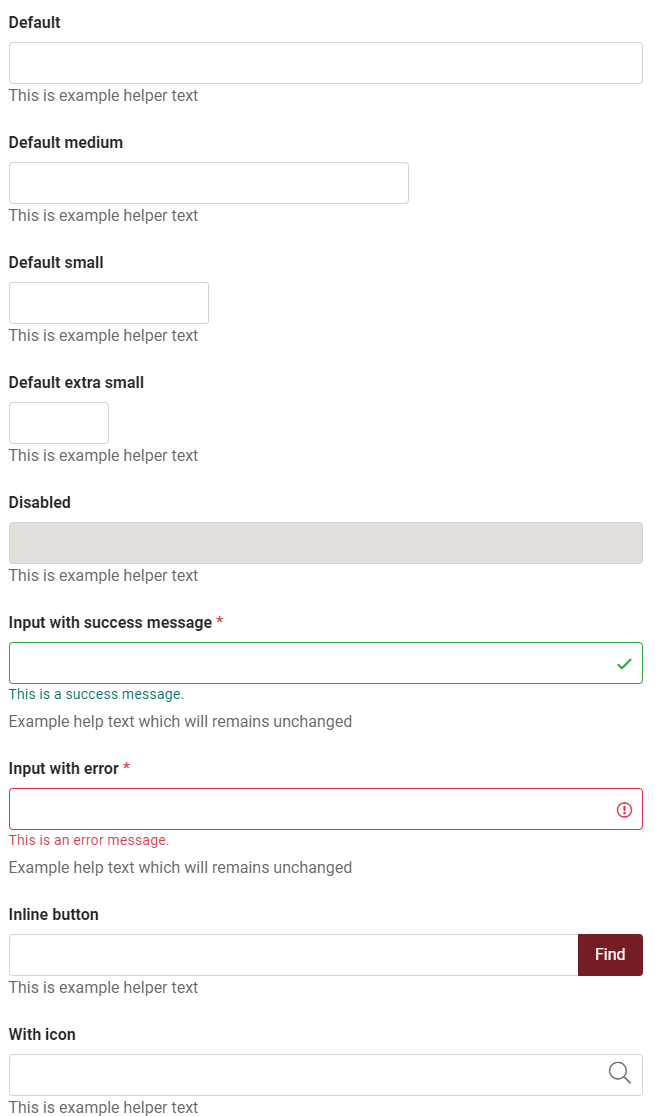 Default
This is example helper text
Default medium
This is example helper text
Default small
This is example helper text
Default extra small
This is example helper text
Disabled
This is example helper text
Input with success message *
This is a success message.
Example help text which will remains unchanged
Input with error *
This is an error message.
Example help text which will remains unchanged
Inline button
Find
This is example helper text
With icon
This is example helper text